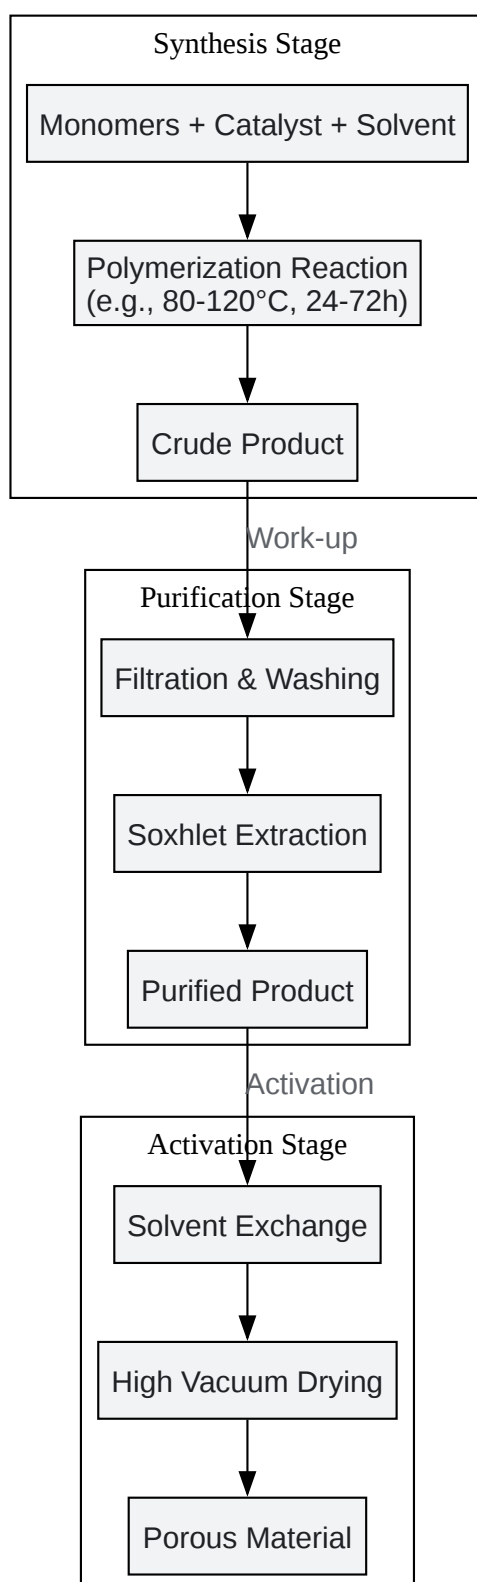 Synthesis Stage
Monomers + Catalyst + Solvent
Polymerization Reaction
(e.g., 80-120°C, 24-72h)
Crude Product
Work-up
Purification Stage
Filtration & Washing
Soxhlet Extraction
Purified Product
Activation
Activation Stage
Solvent Exchange
High Vacuum Drying
Porous Material